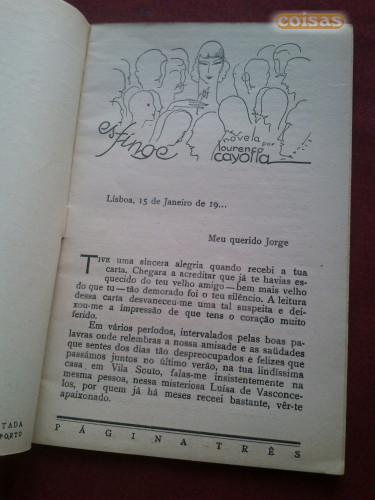 coisas
esfinge
novela
por
lourenço
cayolla
Lisboa, 15 de Janeiro de 19...
Meu querido Jorge
TIVE uma sincera alegria quando recebi a tua
carta. Chegara a acreditar que já te havias es-
quecido do teu velho amigo—bem mais velho
do que tu—tão demorado foi o teu silêncio. A leitura
dessa carta desvaneceu-me uma tal suspeita e dei-
xou-me a impressão de que tens o coração muito
ferido.
Em vários períodos, intervalados pelas boas pa-
lavras onde relembras a nossa amisade e as saüdades
que sentes dos dias tão despreocupados e felizes que
passámos juntos no último verão, na tua lindíssima
casa em Vila Souto, falas-me insistentemente na
mesma pessoa, nessa misteriosa Luísa de Vasconce-
los, por quem já há meses receei bastante, vêr-te
apaixonado.
PÁGINA TRÊS
TADA
PORTO